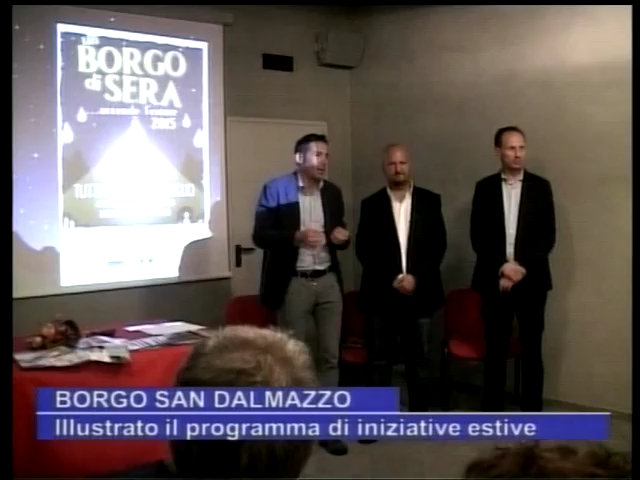 BORGO
di SERA
2015
BORGO SAN DALMAZZO
Illustrato il programma di iniziative estive